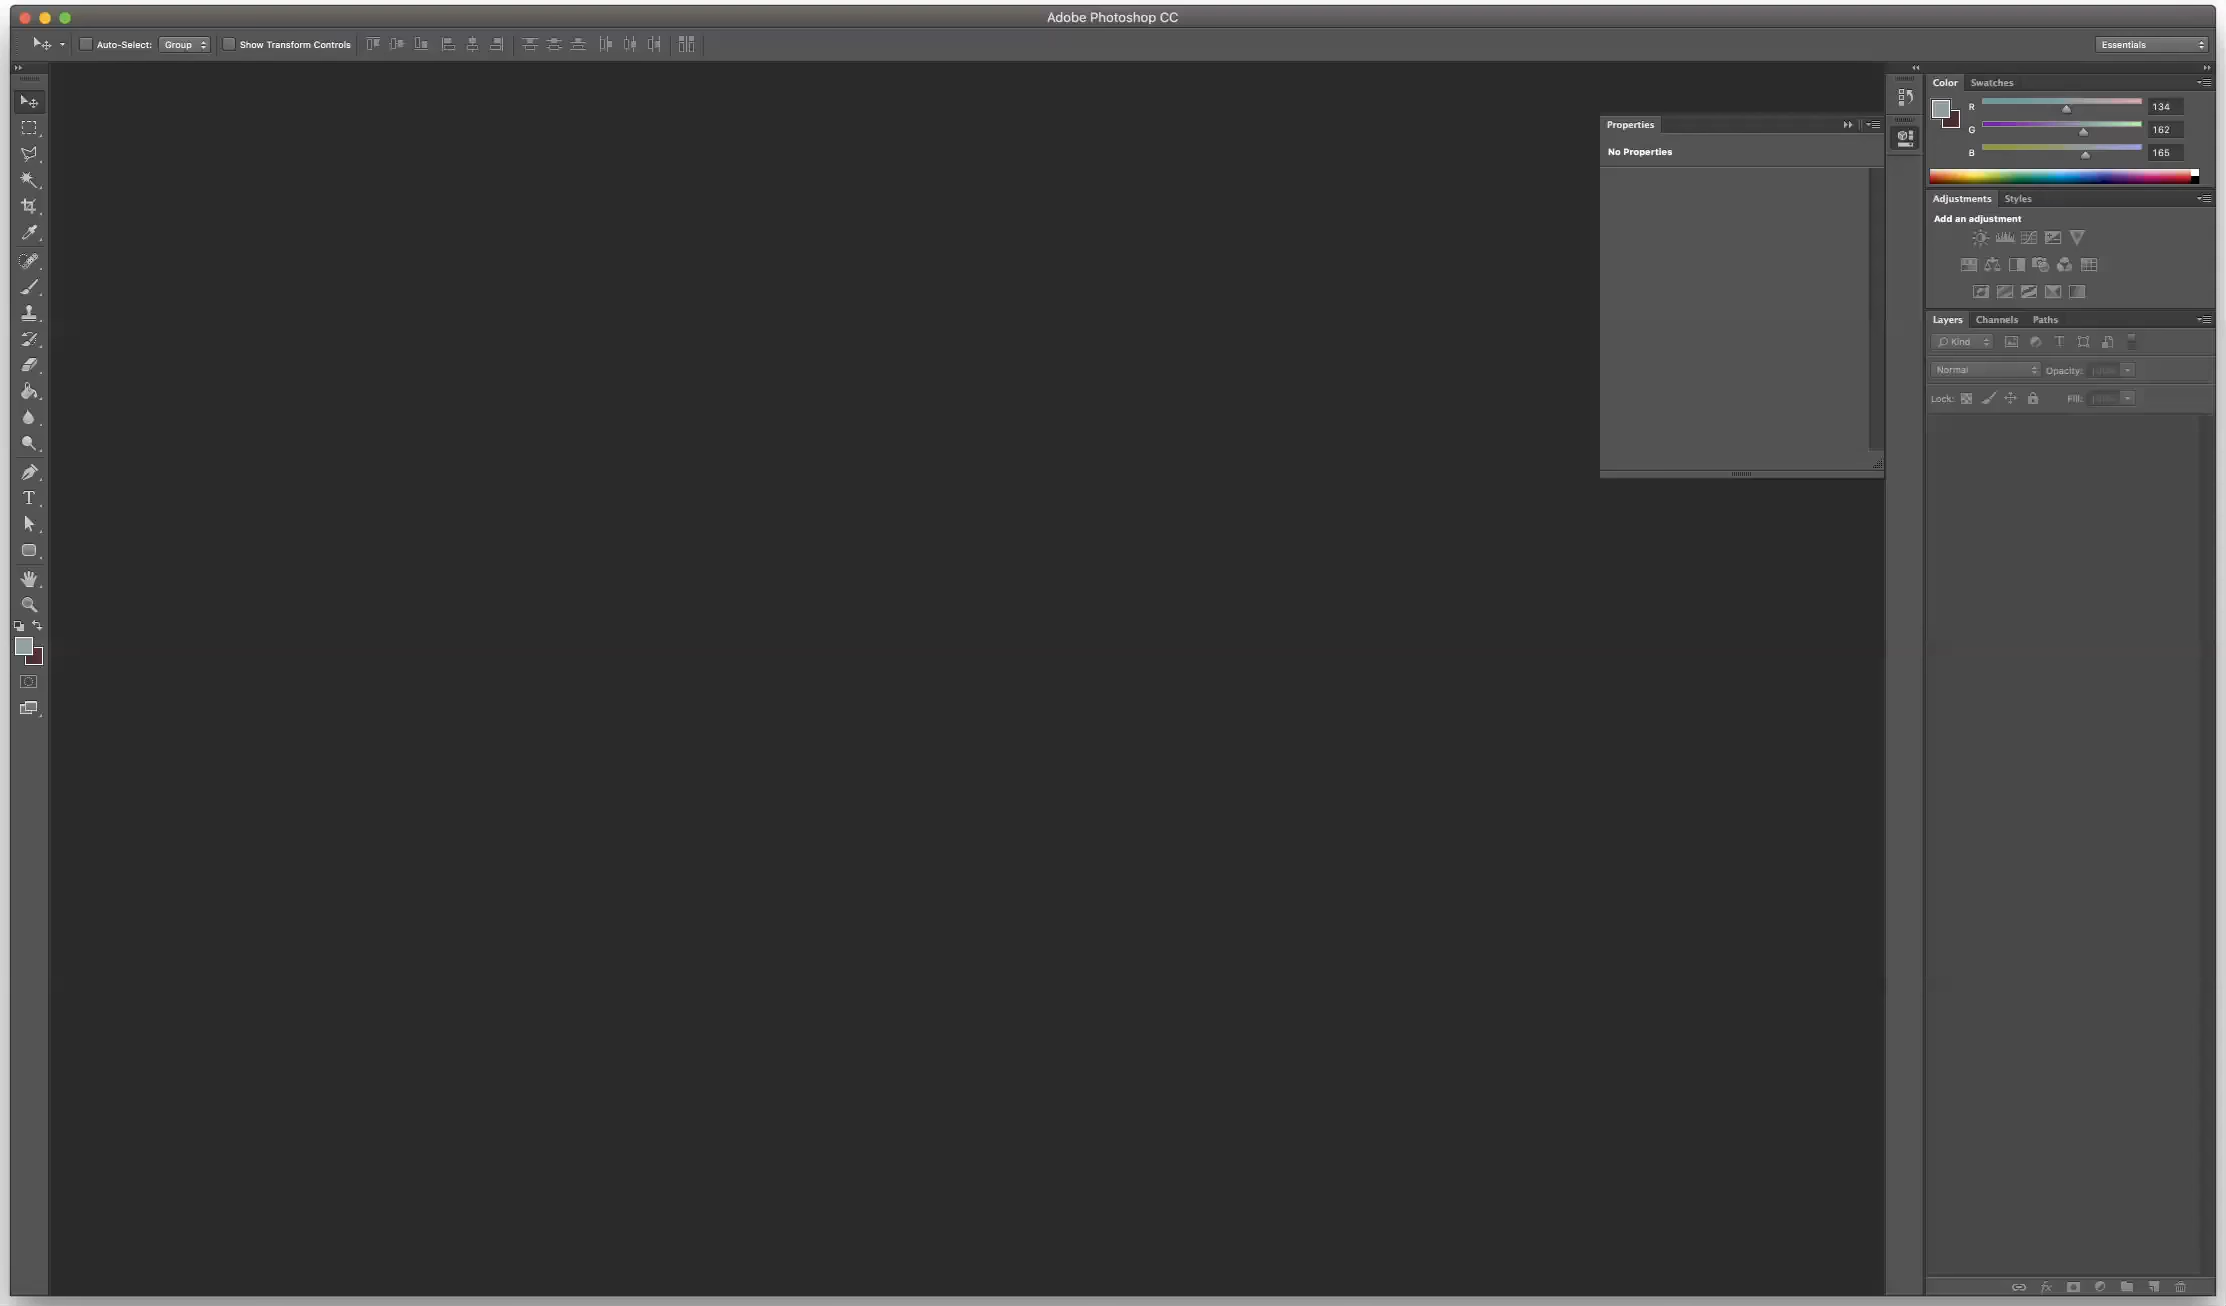 Adobe Photoshop CC
Auto-Select: Group Show Transform Controls Essentials
Color Swatches
R 134
G 162
B 165
Properties
No Properties
Adjustments Styles
Add an adjustment
Layers Channels Paths
Kind T
Normal Opacity:
Lock: Fill:
T
fx